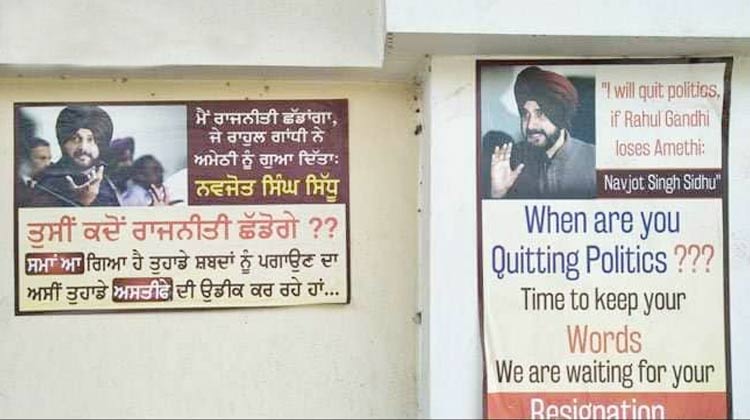 ਮੈਂ ਰਾਜਨੀਤੀ ਛੱਡਾਂਗਾ,
ਜੇ ਰਾਹੁਲ ਗਾਂਧੀ ਨੇ
ਅਮੇਠੀ ਨੂੰ ਗੁਆ ਦਿੱਤਾ:
ਨਵਜੋਤ ਸਿੰਘ ਸਿੱਧੂ
ਤੁਸੀਂ ਕਦੋਂ ਰਾਜਨੀਤੀ ਛੱਡੋਗੇ ??
ਸਮਾਂ ਆ ਗਿਆ ਹੈ ਤੁਹਾਡੇ ਸ਼ਬਦਾਂ ਨੂੰ ਪਗਾਉਣ ਦਾ
ਅਸੀਂ ਤੁਹਾਡੇ ਅਸਤੀਫੇ ਦੀ ਉਡੀਕ ਕਰ ਰਹੇ ਹਾਂ...
"I will quit politics,
if Rahul Gandhi
loses Amethi:
Navjot Singh Sidhu"
When are you
Quitting Politics ???
Time to keep your
Words
We are waiting for your
Resignation